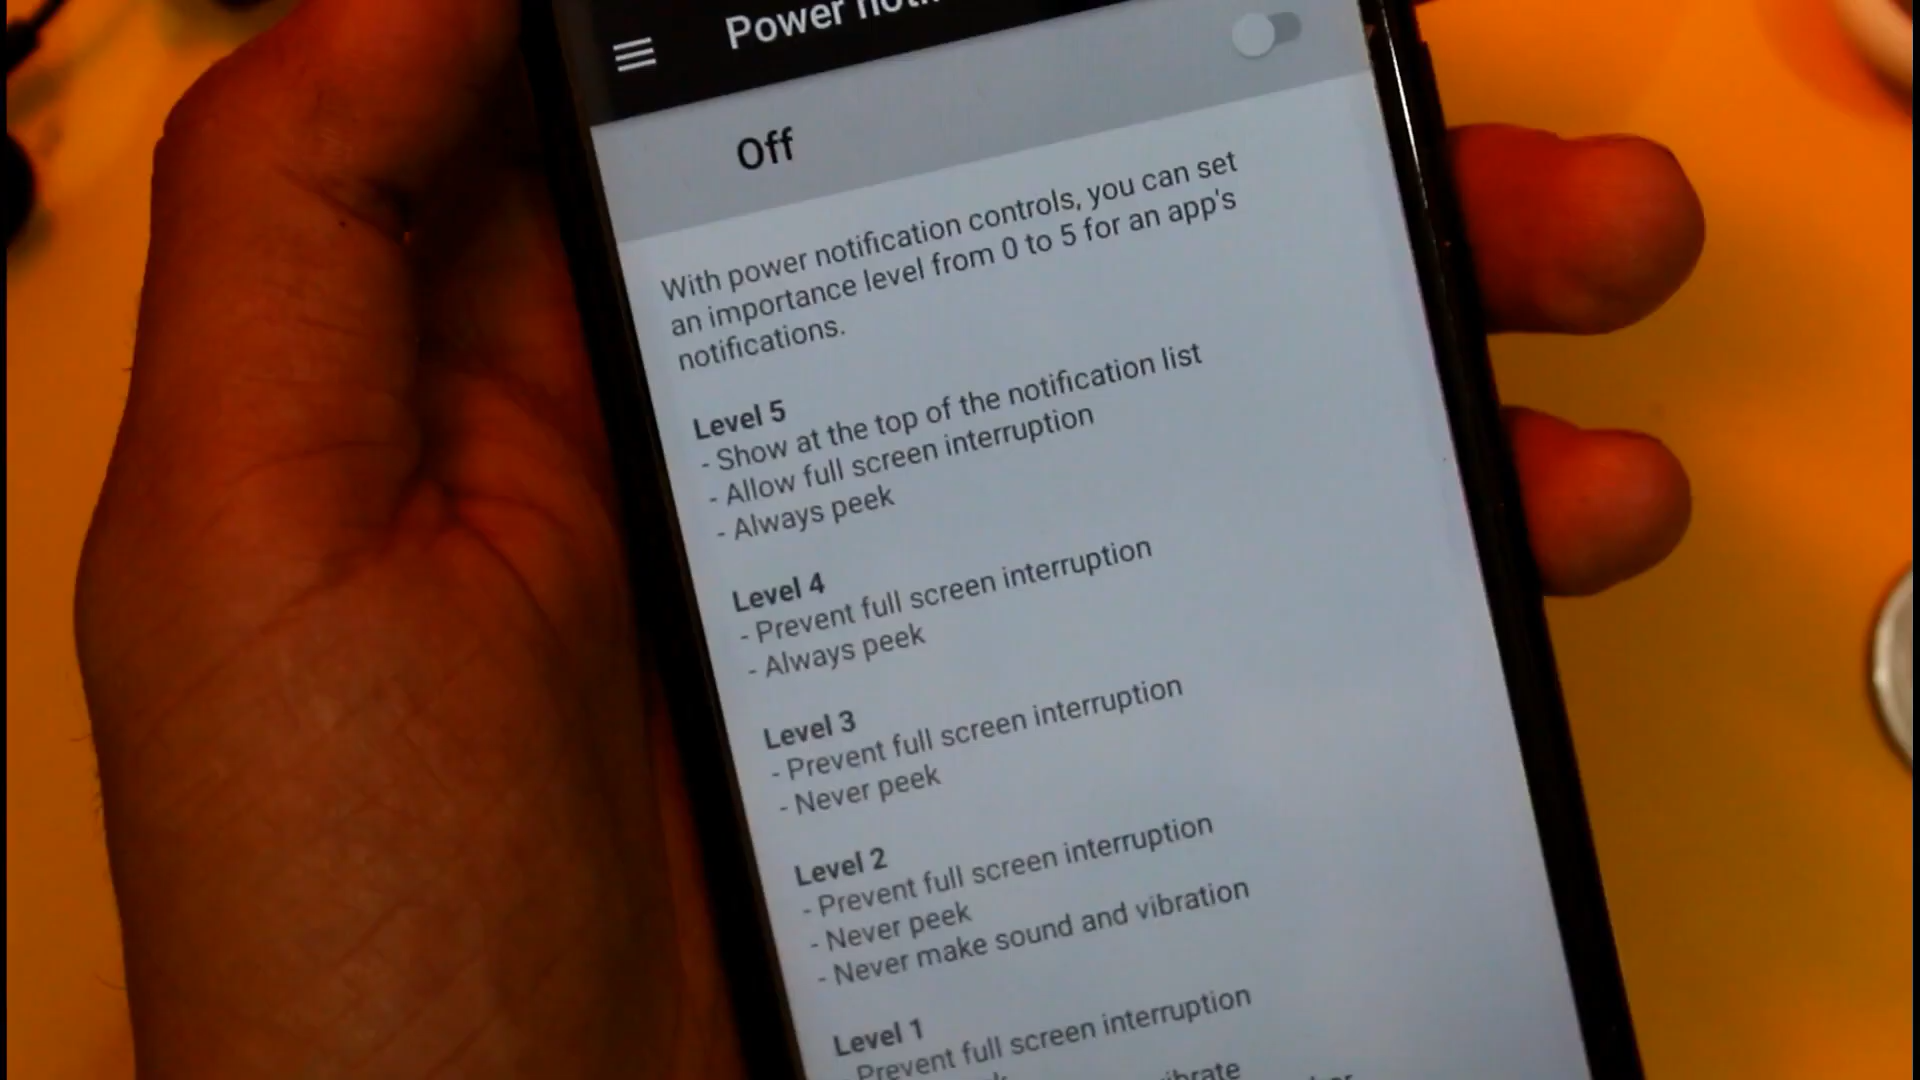 Power
Off
With power notification controls, you can set
an importance level from 0 to 5 for an app's
notifications.
Level 5
- Show at the top of the notification list
- Allow full screen interruption
- Always peek
Level 4
- Prevent full screen interruption
- Always peek
Level 3
- Prevent full screen interruption
- Never peek
Level 2
- Prevent full screen interruption
- Never peek
- Never make sound and vibration
Level 1
Prevent full screen interruption